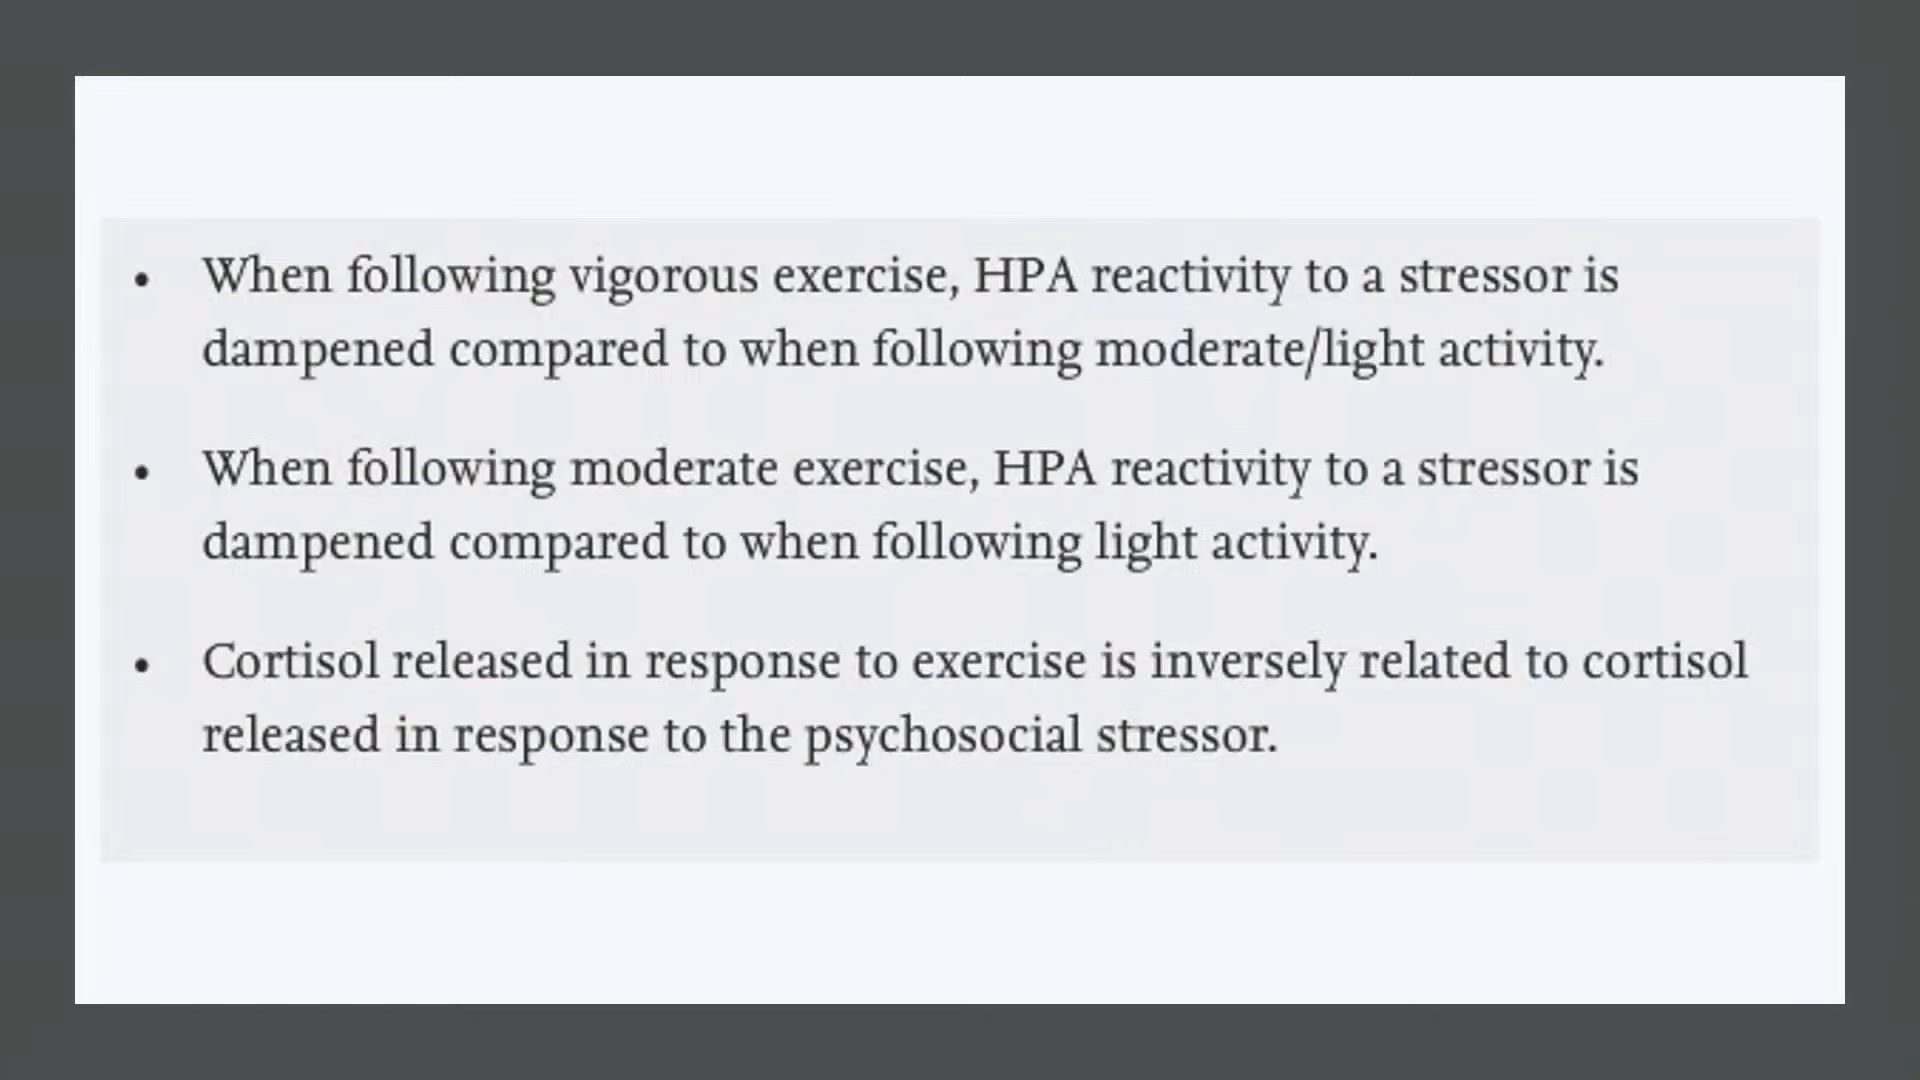 • When following vigorous exercise, HPA reactivity to a stressor is
dampened compared to when following moderate/light activity.
• When following moderate exercise, HPA reactivity to a stressor is
dampened compared to when following light activity.
• Cortisol released in response to exercise is inversely related to cortisol
released in response to the psychosocial stressor.